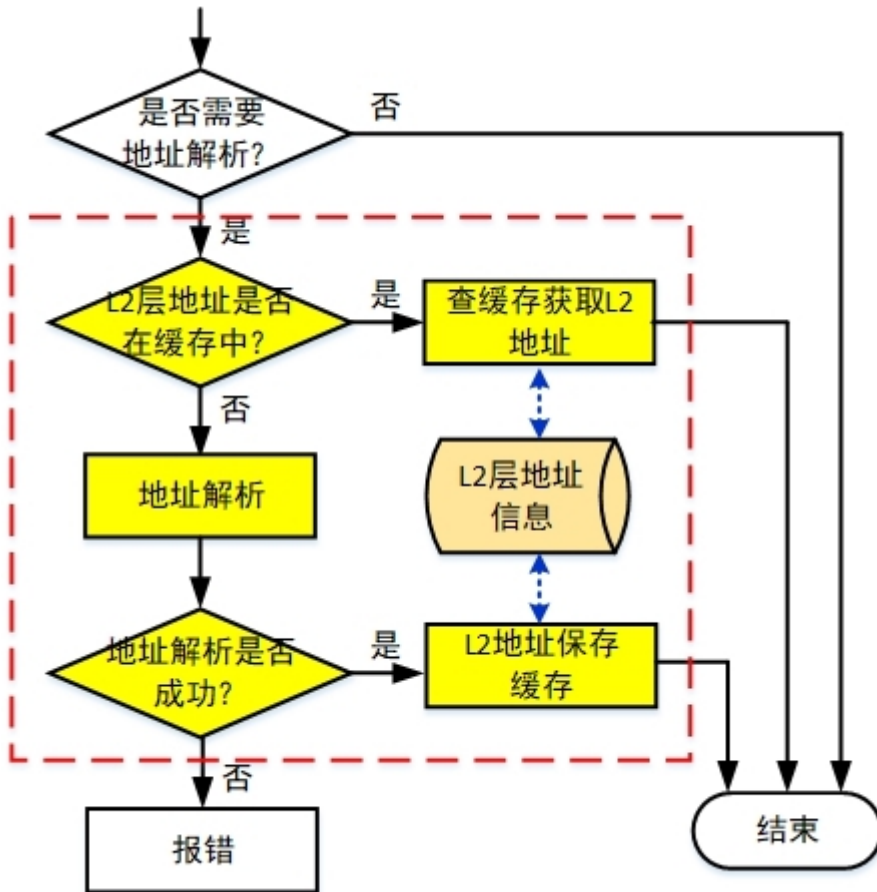 是否需要
地址解析?
否
是
L2层地址是否
在缓存中?
是
查缓存获取L2
地址
否
地址解析
L2层地址
信息
地址解析是否
成功?
是
L2地址保存
缓存
否
报错
结束